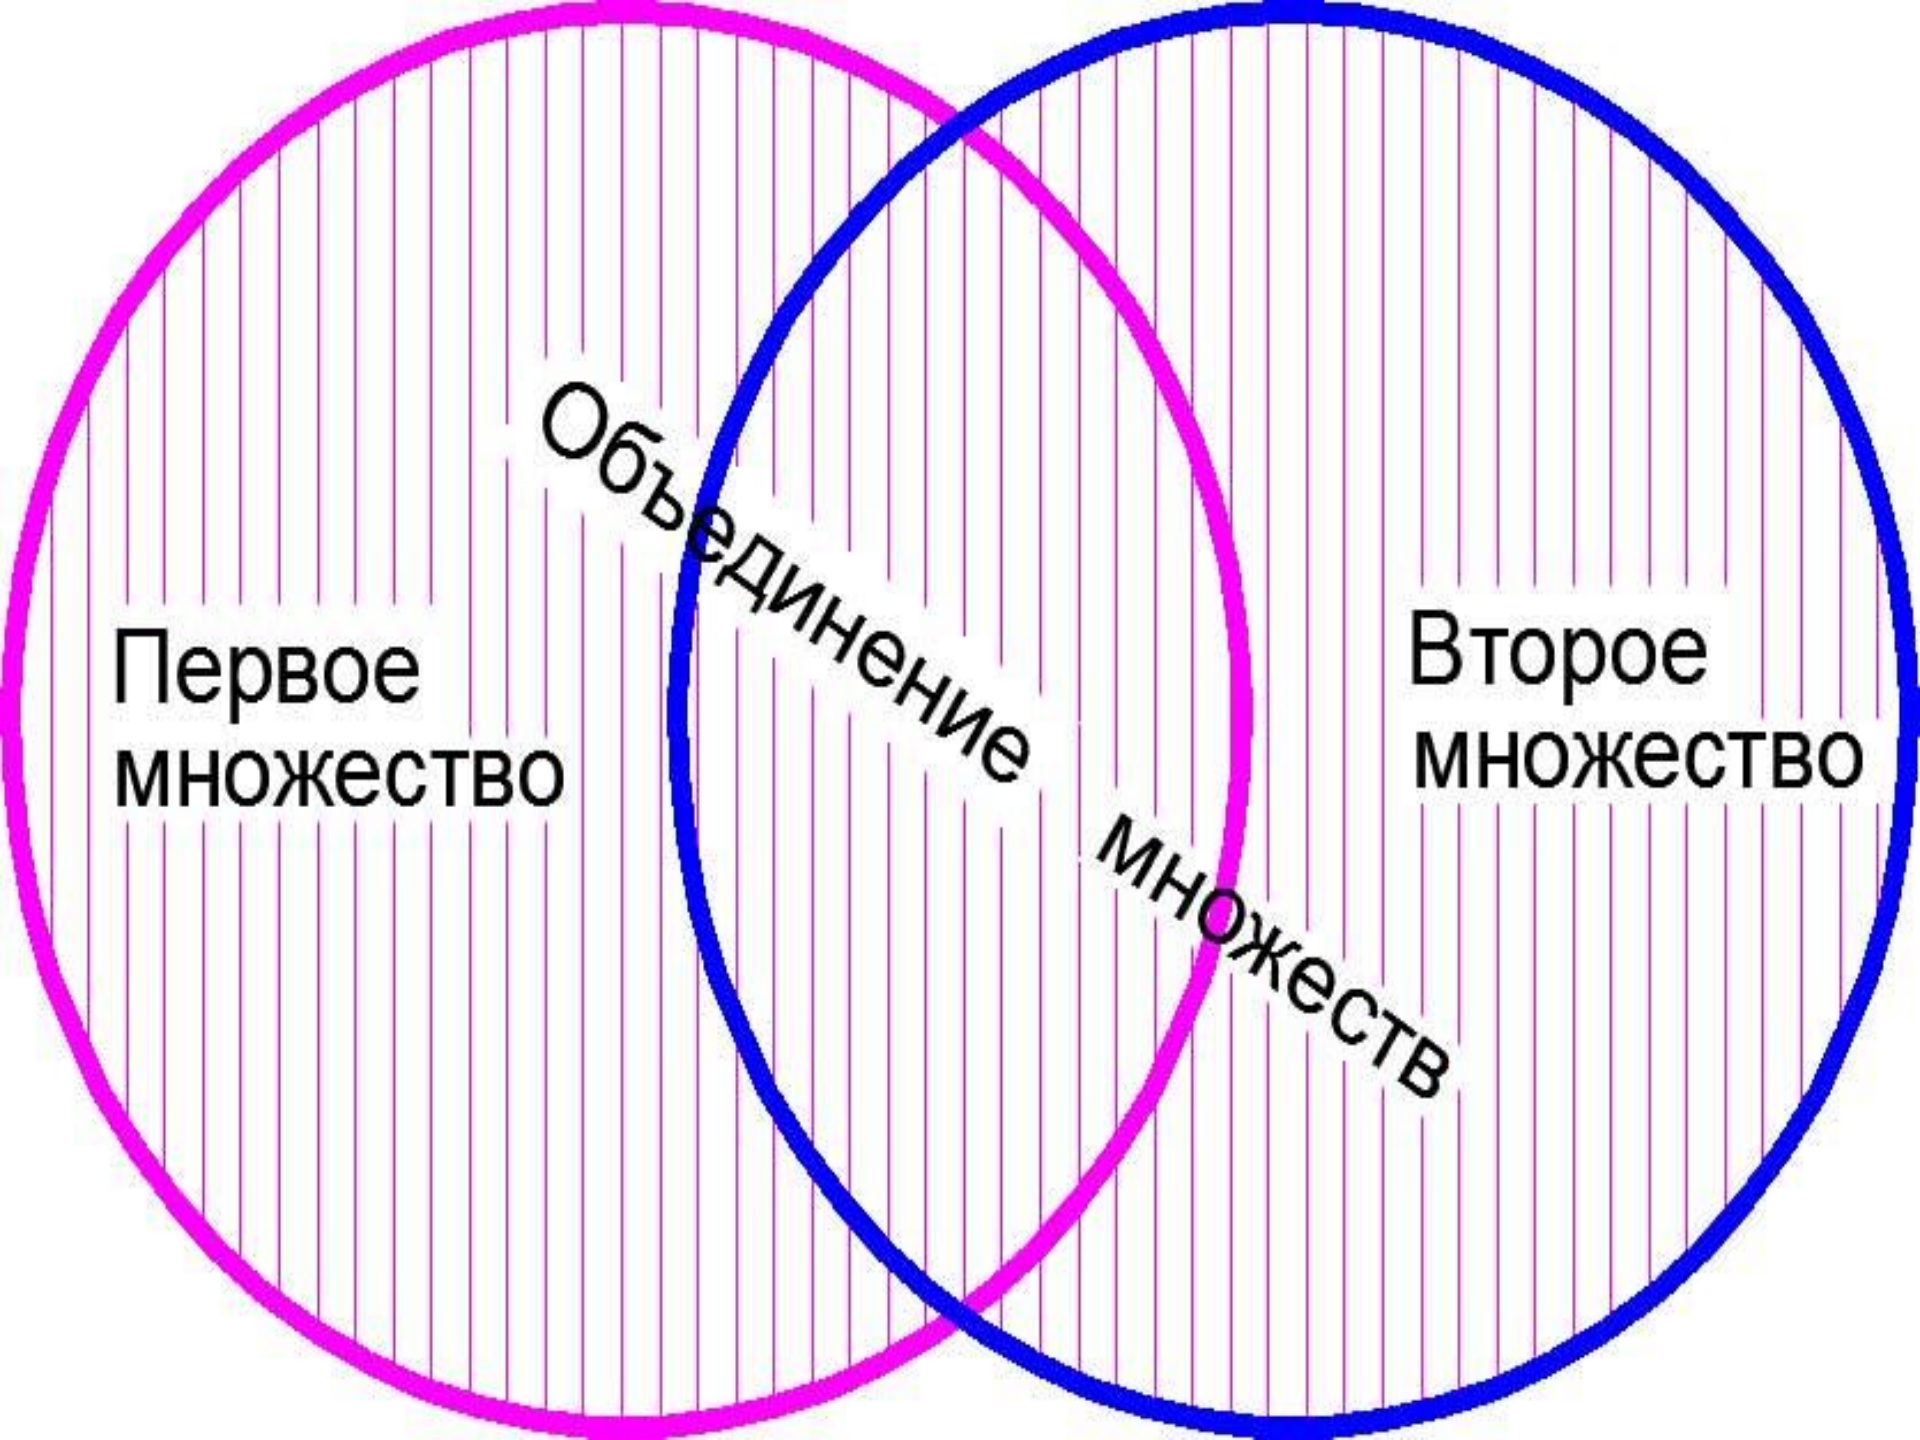 Объединение множеств
Первое
множество
Второе
множество